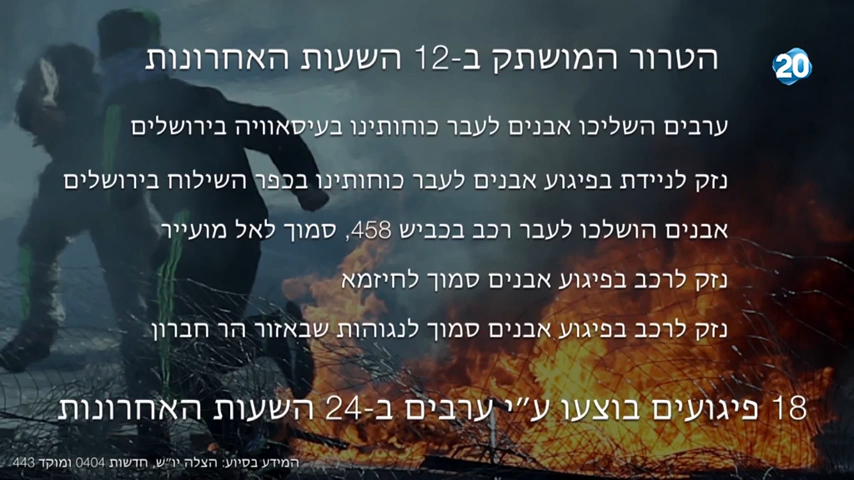 הטרור המושתק ב-12 השעות האחרונות
20
ערבים השליכו אבנים לעבר כוחותינו בעיסאוויה בירושלים
נזק לניידת בפיגוע אבנים לעבר כוחותינו בכפר השילוח בירושלים
אבנים הושלכו לעבר רכב בכביש 458, סמוך לאל מועייר
נזק לרכב בפיגוע אבנים סמוך לחיזמא
נזק לרכב בפיגוע אבנים סמוך לנגוהות שבאזור הר חברון
18 פיגועים בוצעו ע״י ערבים ב-24 השעות האחרונות
המידע בסיוע: הצלה יו״ש, חדשות 0404 ומוקד 443